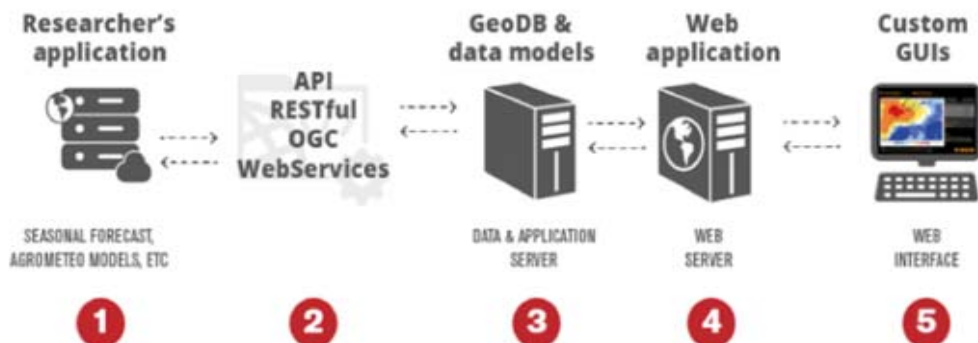 Researcher's
application
API
RESTful
OGC
WebServices
GeoDB &
data models
Web
application
Custom
GUIs
SEASONAL FORECAST,
AGROMETEO MODELS, ETC
DATA & APPLICATION
SERVER
WEB
SERVER
WEB
INTERFACE
1
2
3
4
5